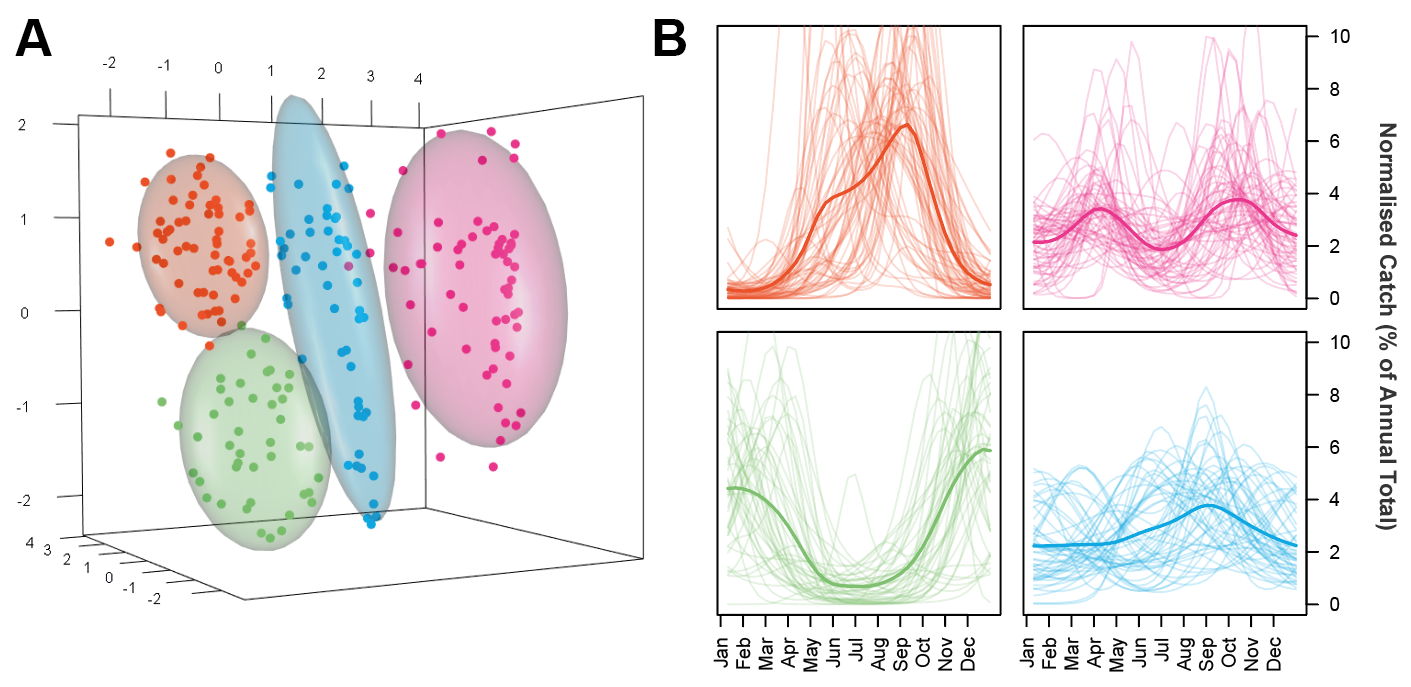 A
-2 -1 0 1 2 3 4
2
1
0
-1
-2
4 3 2 1 0 -1 -2
B
10
8
6
4
2
0
10
8
6
4
2
0
Normalised Catch (% of Annual Total)
Jan Feb Mar Apr May Jun Jul Aug Sep Oct Nov Dec
Jan Feb Mar Apr May Jun Jul Aug Sep Oct Nov Dec